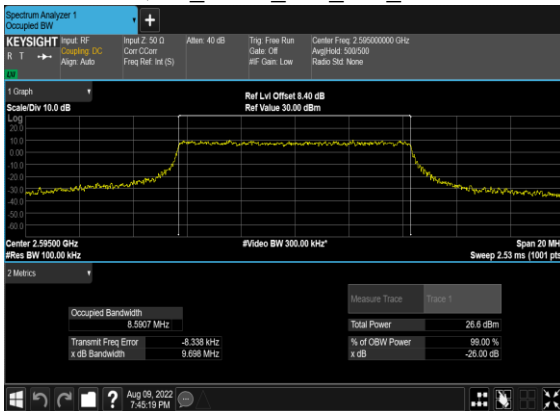 Spectrum Analyzer 1
Occupied BW
KEYSIGHT
R T
Input: RF
Coupling: DC
Align: Auto
Input Z: 50 Ω
Corr CCorr
Freq Ref: Int (S)
Atten: 40 dB
Trig: Free Run
Gate: Off
#IF Gain: Low
Center Freq: 2.595000000 GHz
Avg|Hold: 500/500
Radio Std: None
1 Graph
Scale/Div 10.0 dB
Ref Lvl Offset 8.40 dB
Ref Value 30.00 dBm
Log
20.0
10.0
0.00
-10.0
-20.0
-30.0
-40.0
-50.0
-60.0
Center 2.59500 GHz
#Video BW 300.00 kHz*
Span 20 MH
#Res BW 100.00 kHz
Sweep 2.53 ms (1001 pts
2 Metrics
Measure Trace
Trace 1
Occupied Bandwidth
8.5907 MHz
Total Power
26.6 dBm
Transmit Freq Error
-8.338 kHz
% of OBW Power
99.00 %
x dB Bandwidth
9.698 MHz
x dB
-26.00 dB
?
Aug 09, 2022
7:45:19 PM